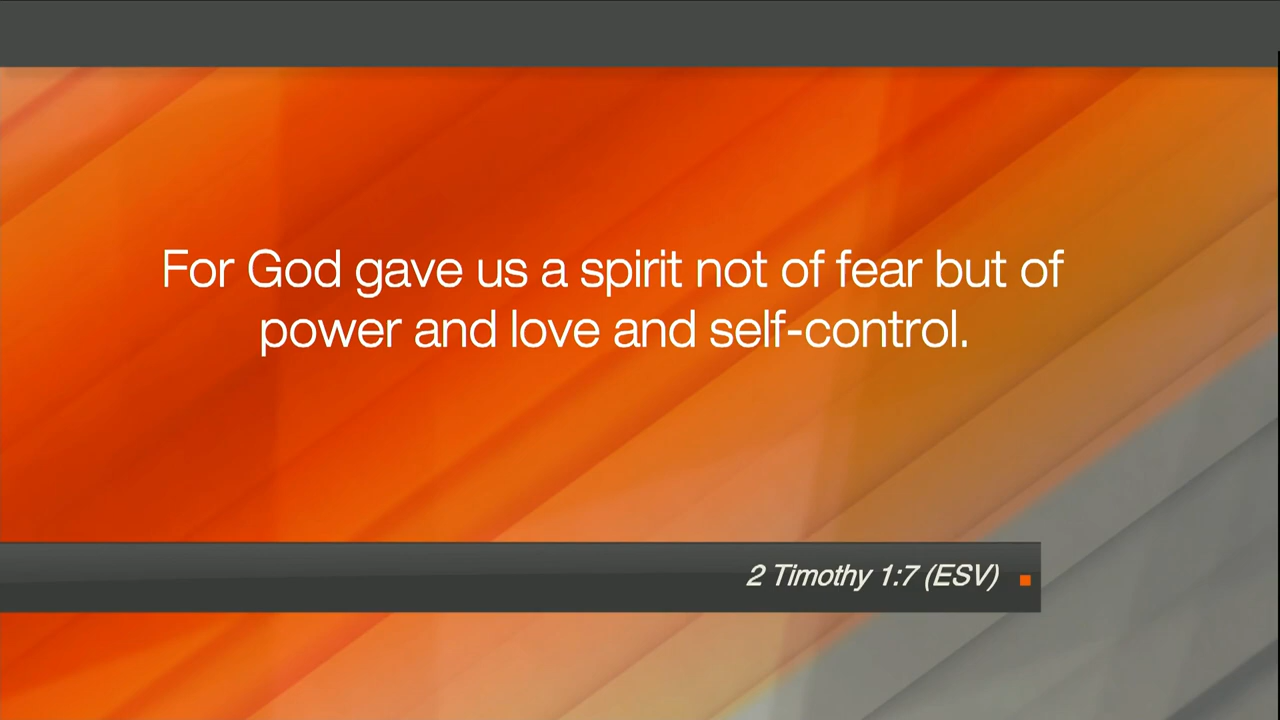 For God gave us a spirit not of fear but of
power and love and self-control.
2 Timothy 1:7 (ESV)